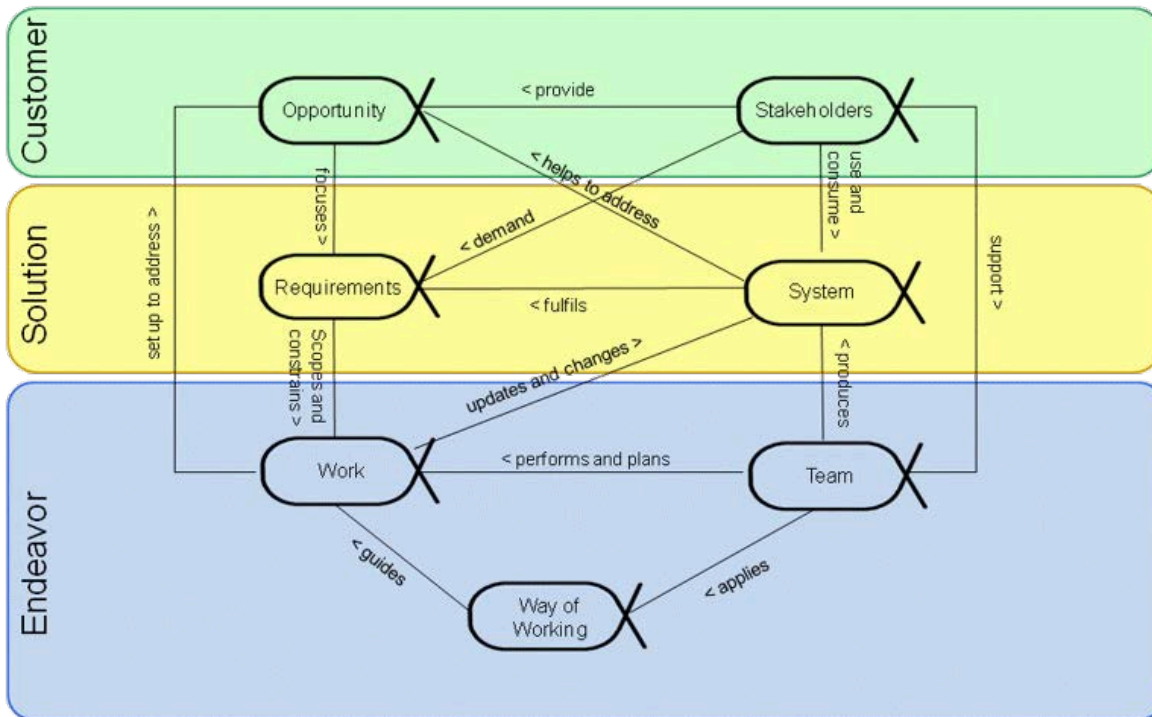 Customer
Opportunity
< provide
Stakeholders
focuses >
< helps to address
< demand
use and
consume >
set up to address >
support >
Solution
Requirements
< fulfils
System
Scopes and
constrains >
updates and changes >
< produces
Endeavor
Work
< performs and plans
Team
< guides
< applies
Way of
Working